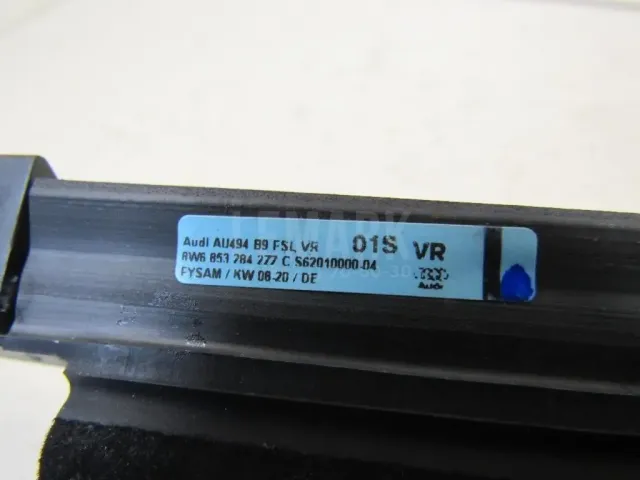 Audi AU494 B9 FSL VR 01S VR
8W6 853 284 277 C S62010000-04
FYSAM / KW 08-20 / DE
Audi
LEMARK